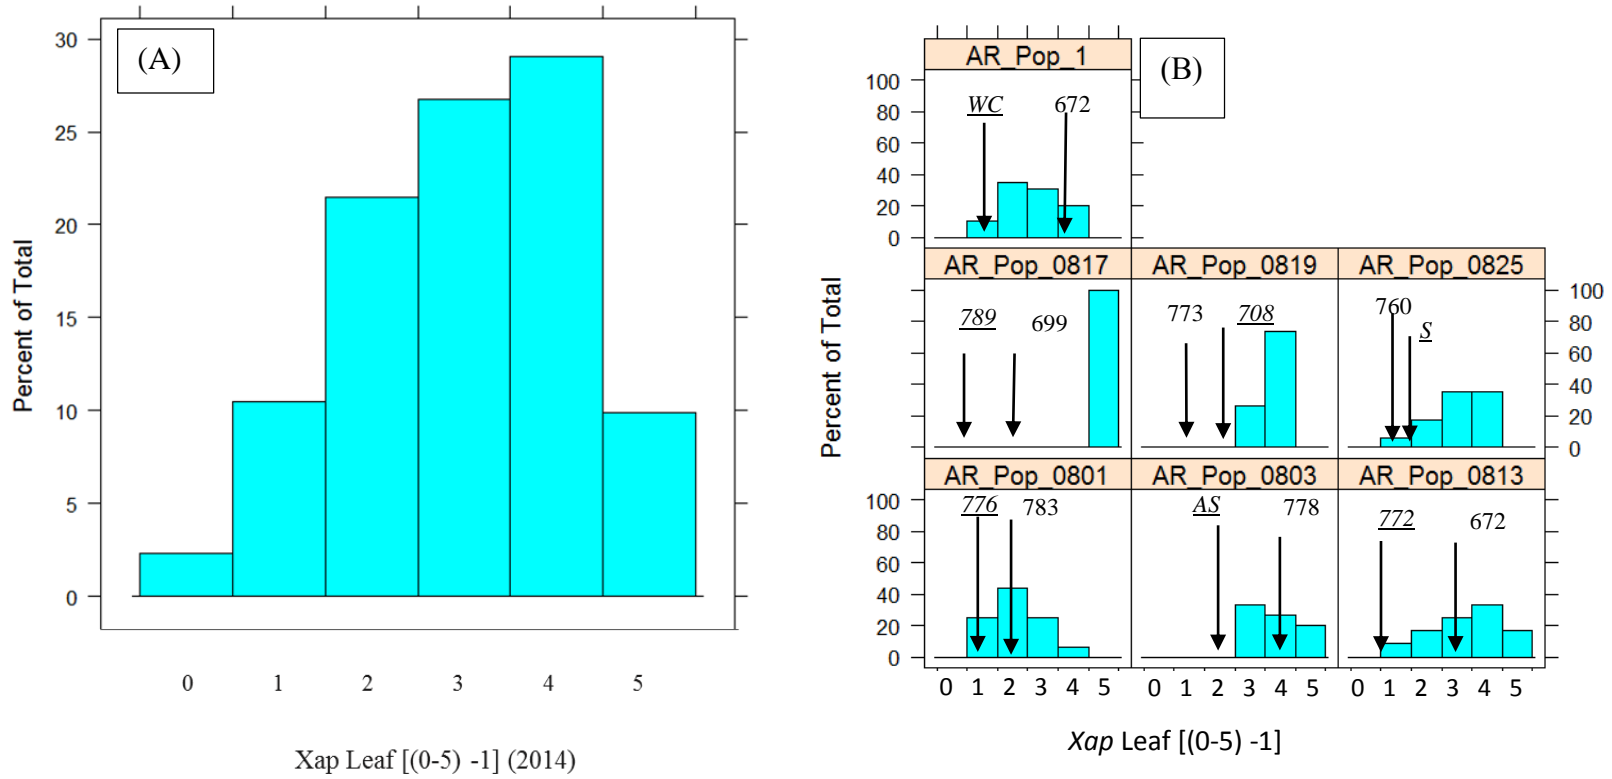 (A)
Percent of Total
30
25
20
15
10
5
0
0 1 2 3 4 5
Xap Leaf [(0-5) -1] (2014)
(B)
Percent of Total
AR_Pop_1
100
80
60
40
20
0
WC 672
AR_Pop_0817 AR_Pop_0819 AR_Pop_0825
789 699
773 708
760
S
100
80
60
40
20
0
AR_Pop_0801 AR_Pop_0803 AR_Pop_0813
100
80
60
40
20
0
776 783
AS 778
772 672
0 1 2 3 4 5 0 1 2 3 4 5 0 1 2 3 4 5
Xap Leaf [(0-5) -1]